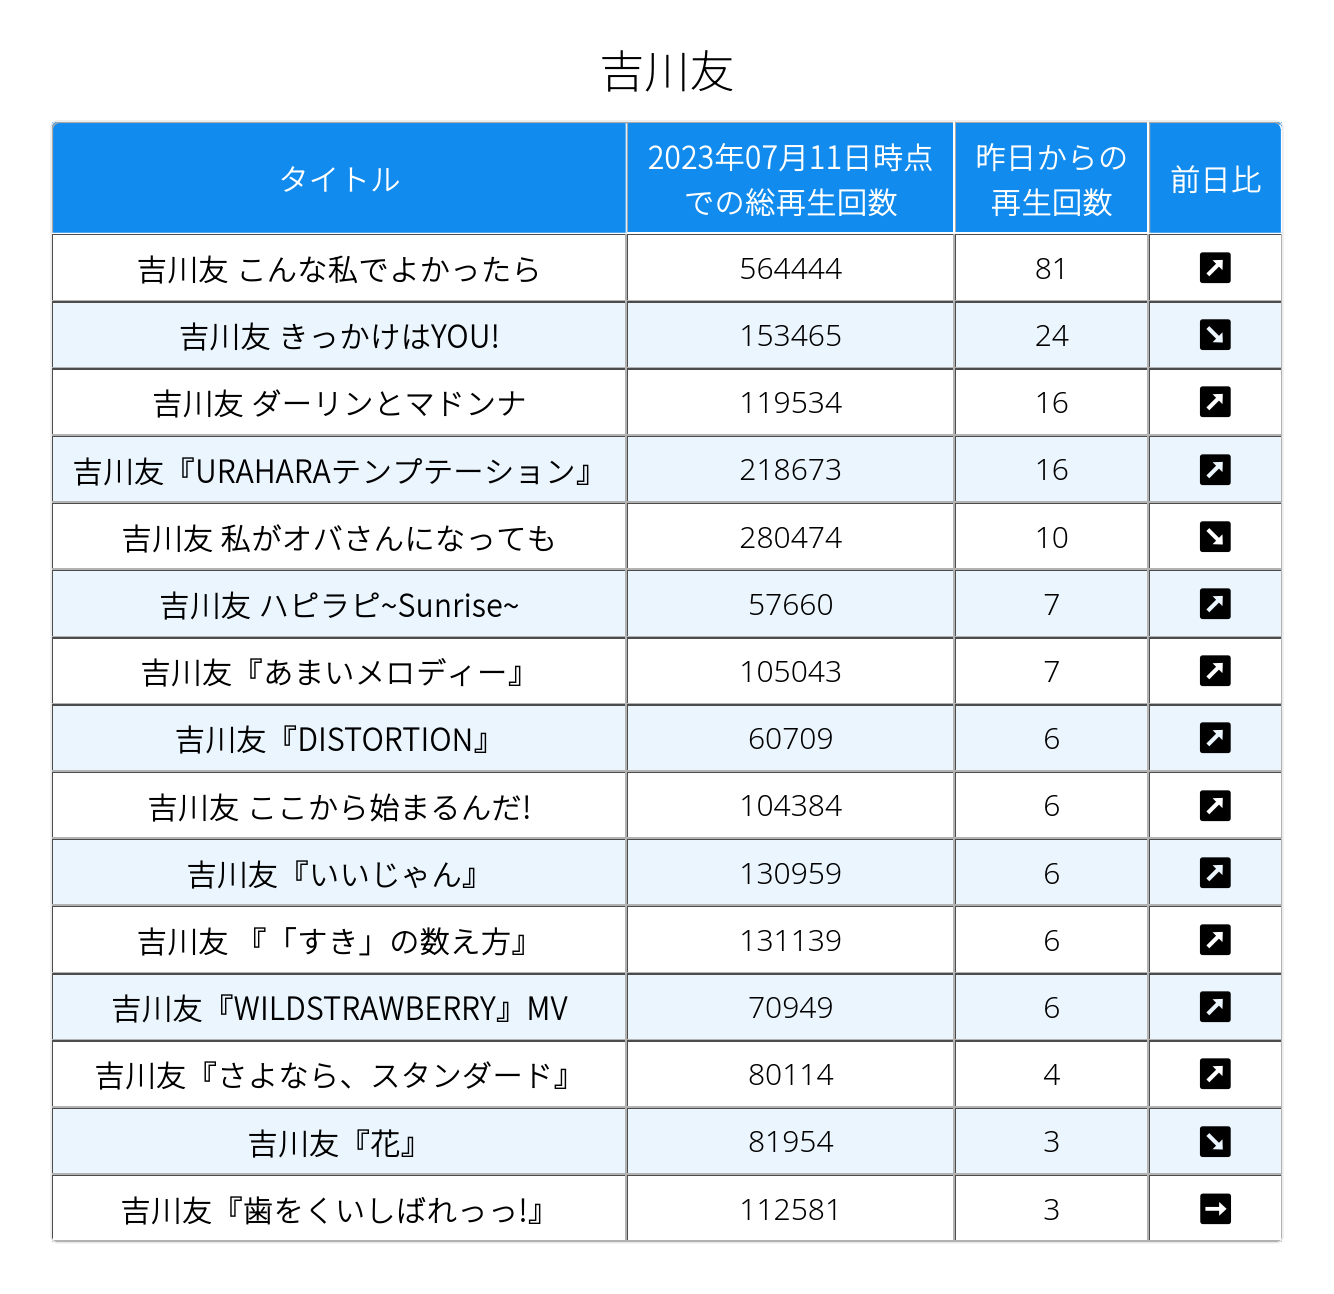 吉川友
タイトル
2023年07月11日時点
での総再生回数
昨日からの
再生回数
前日比
吉川友 こんな私でよかったら 564444 81 ↗
吉川友 きっかけはYOU! 153465 24 ↘
吉川友 ダーリンとマドンナ 119534 16 ↗
吉川友『URAHARAテンプテーション』 218673 16 ↗
吉川友 私がオバさんになっても 280474 10 ↘
吉川友 ハピラピ~Sunrise~ 57660 7 ↗
吉川友『あまいメロディー』 105043 7 ↗
吉川友『DISTORTION』 60709 6 ↗
吉川友 ここから始まるんだ! 104384 6 ↗
吉川友『いいじゃん』 130959 6 ↗
吉川友 『「すき」の数え方』 131139 6 ↗
吉川友『WILDSTRAWBERRY』MV 70949 6 ↗
吉川友『さよなら、スタンダード』 80114 4 ↗
吉川友『花』 81954 3 ↘
吉川友『歯をくいしばれっっ!』 112581 3 →